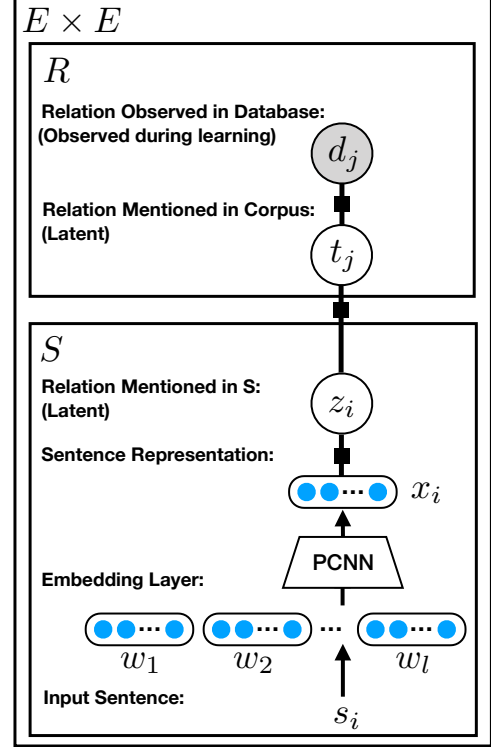 E × E
R
Relation Observed in Database:
(Observed during learning)
d_j
Relation Mentioned in Corpus:
(Latent)
t_j
S
Relation Mentioned in S:
(Latent)
z_i
Sentence Representation:
... x_i
PCNN
Embedding Layer:
... ... ... ...
w_1 w_2 w_l
Input Sentence:
s_i